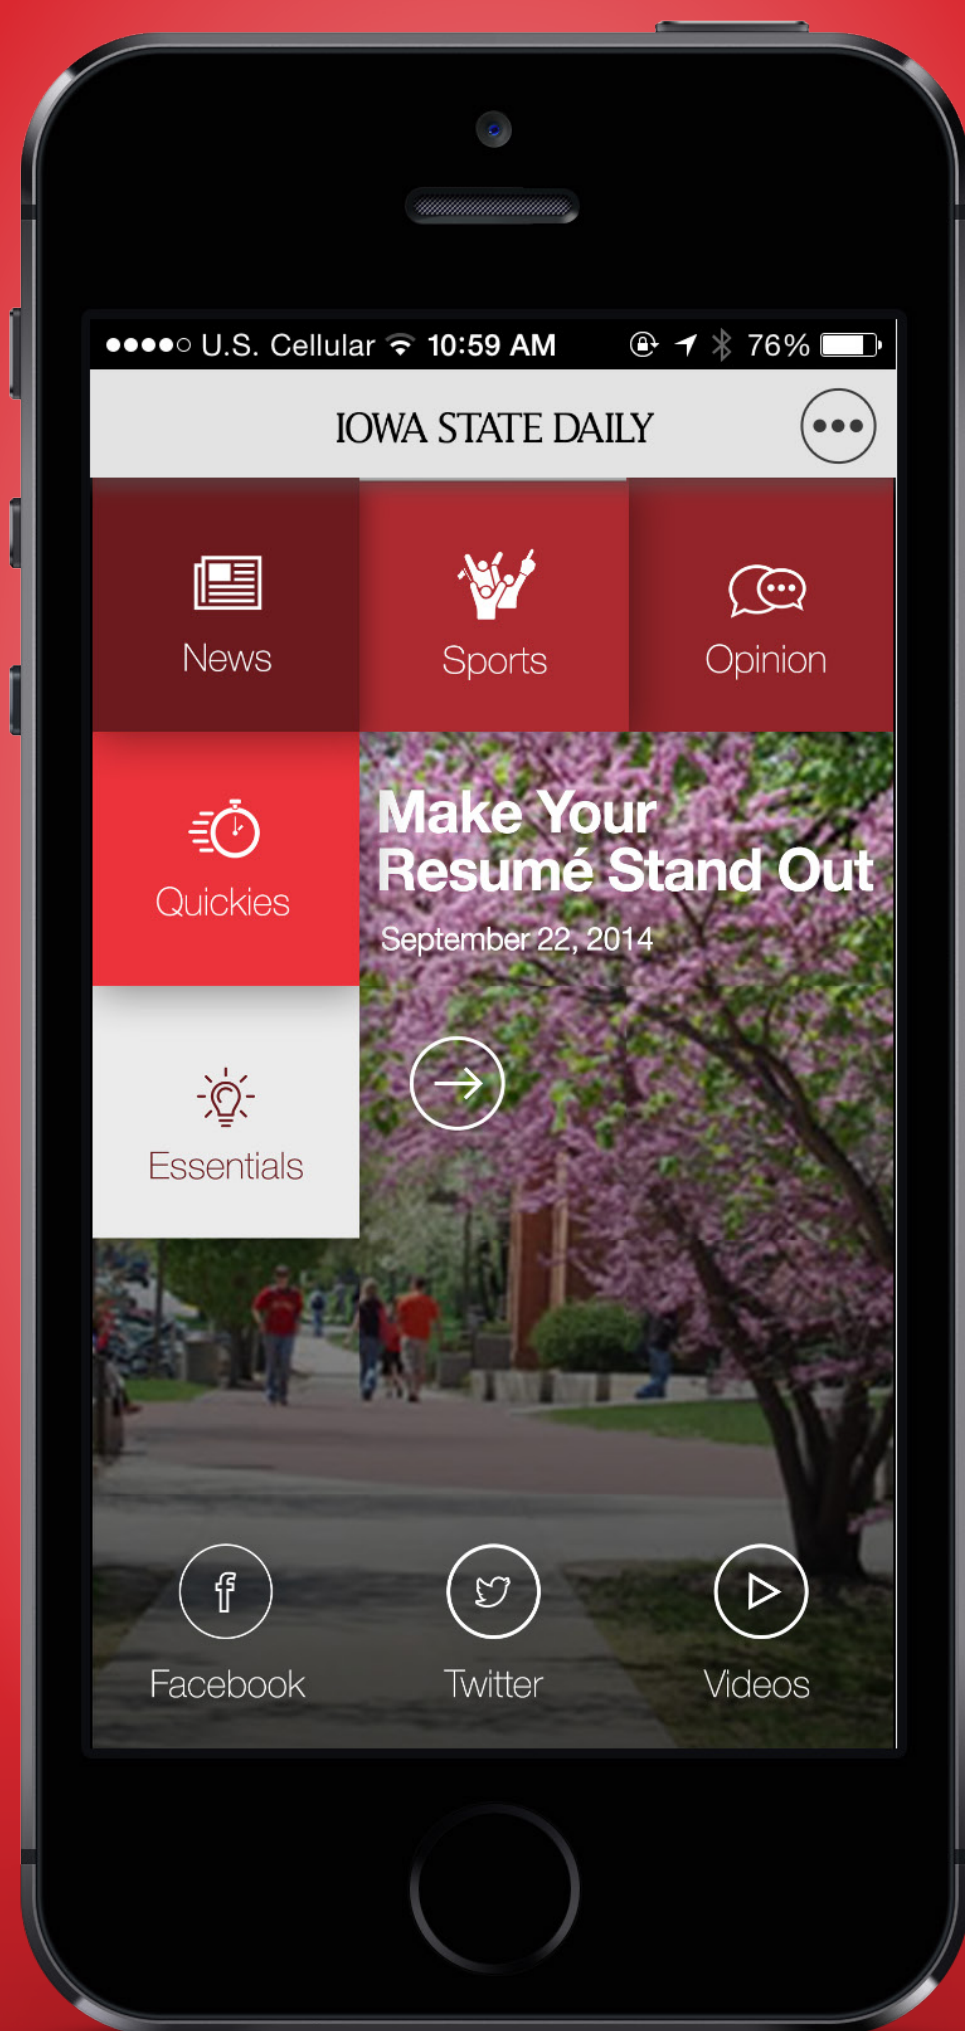 U.S. Cellular 10:59 AM 76%
IOWA STATE DAILY
News
Sports
Opinion
Quickies
Make Your
Resumé Stand Out
September 22, 2014
Essentials
Facebook
Twitter
Videos